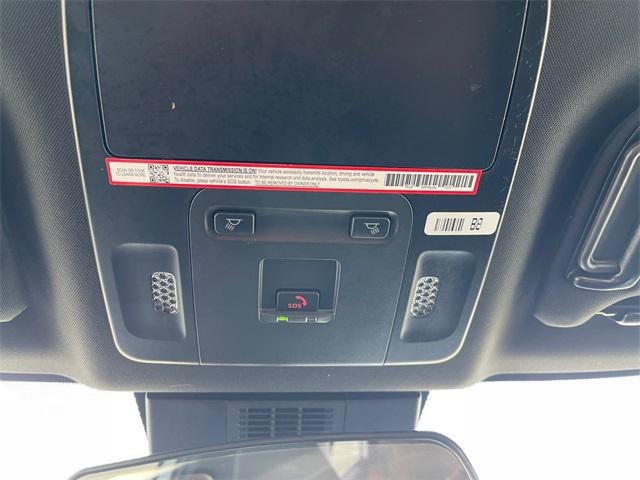 SCAN QR CODE
TO LEARN MORE
VEHICLE DATA TRANSMISSION IS ON! Your vehicle wirelessly transmits location, driving and vehicle
health data to deliver your services and for internal research and data analysis. See toyota.com/privacyvts.
To disable, press vehicle's SOS button. TO BE REMOVED BY OWNER ONLY
B8
SOS